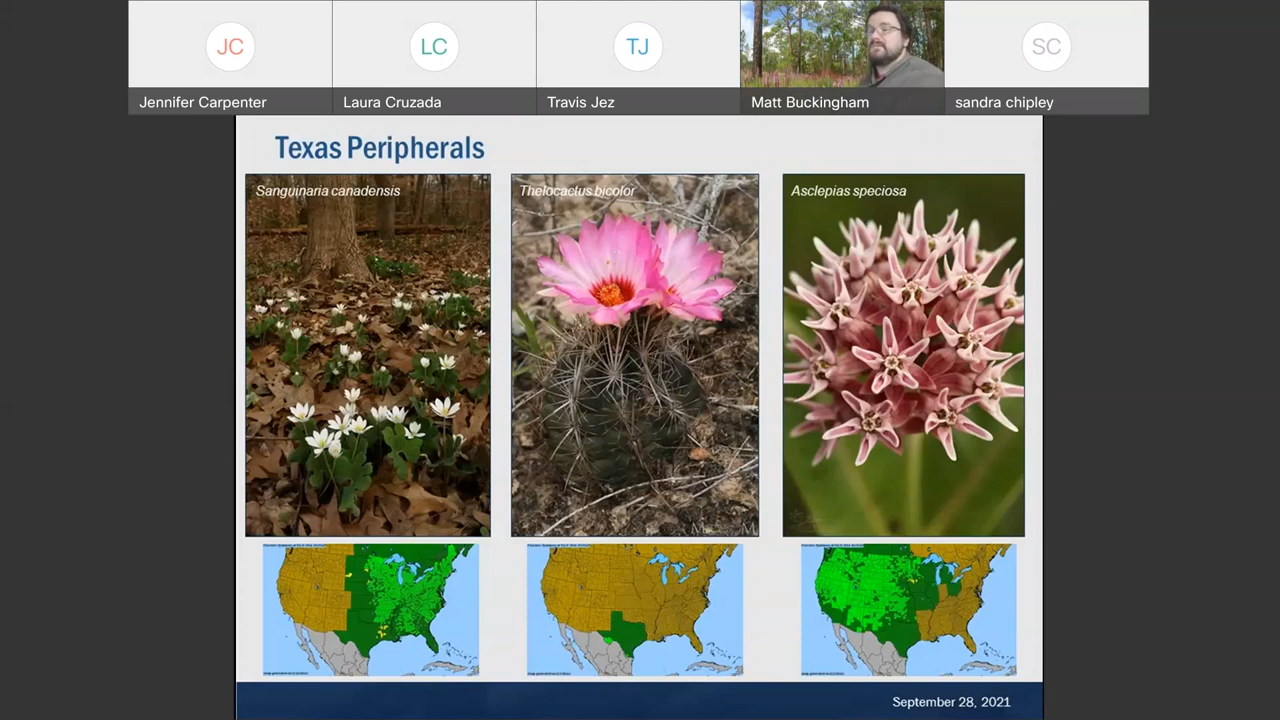 JC
LC
TJ
SC
Jennifer Carpenter
Laura Cruzada
Travis Jez
Matt Buckingham
sandra chipley
Texas Peripherals
Sanguinaria canadensis
Thelocactus bicolor
Asclepias speciosa
September 28, 2021